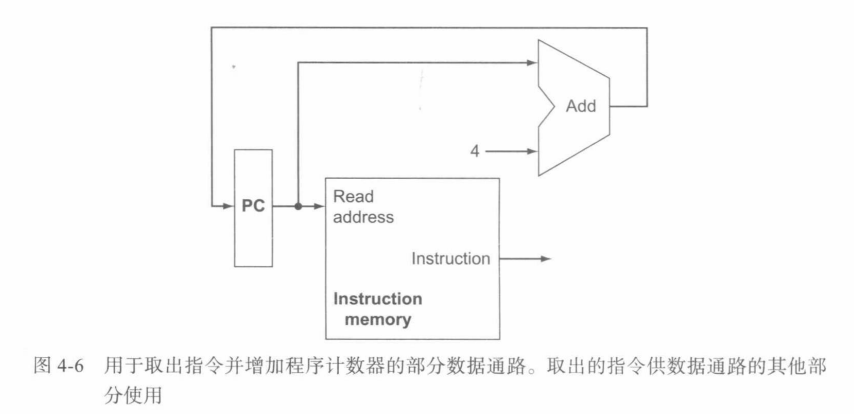 Add
4
PC
Read
address
Instruction
Instruction
memory
图 4-6 用于取出指令并增加程序计数器的部分数据通路。取出的指令供数据通路的其他部
分使用